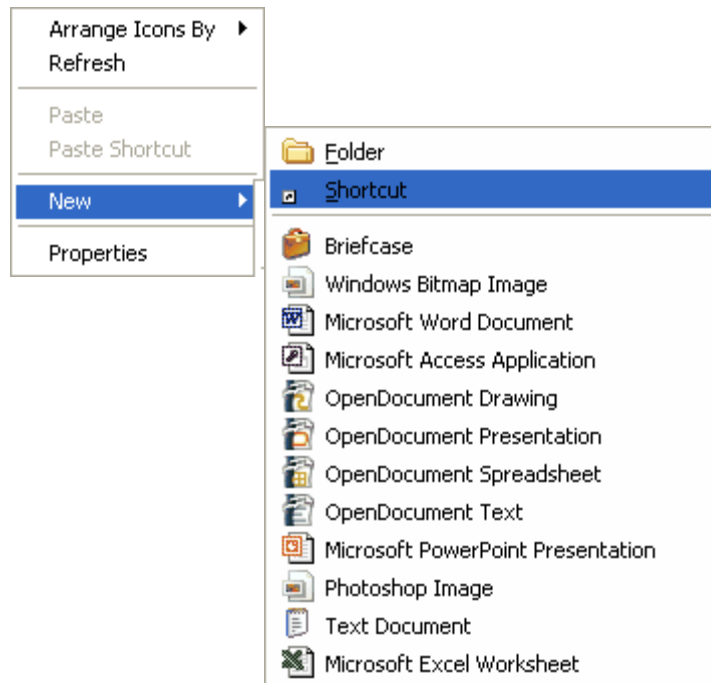 Arrange Icons By
Refresh
Paste
Paste Shortcut
New
Properties
Folder
Shortcut
Briefcase
Windows Bitmap Image
Microsoft Word Document
Microsoft Access Application
OpenDocument Drawing
OpenDocument Presentation
OpenDocument Spreadsheet
OpenDocument Text
Microsoft PowerPoint Presentation
Photoshop Image
Text Document
Microsoft Excel Worksheet